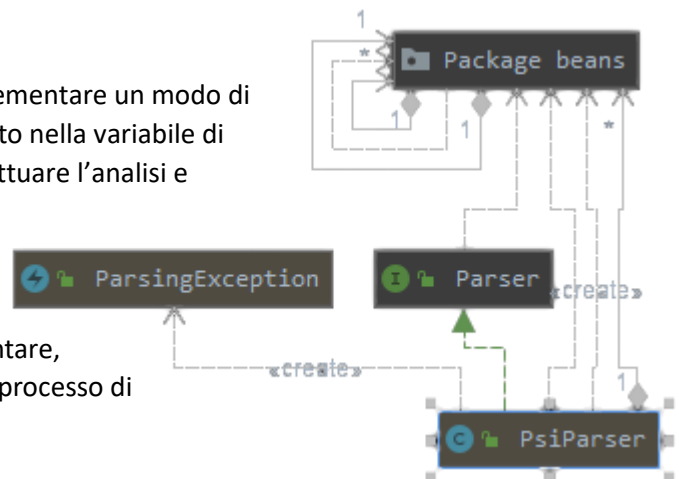 1
Package beans
*
ementare un modo di
to nella variabile di
1
1
*
ttuare l’analisi e
ParsingException
I
Parser
«create»
ntare,
processo di
«create»
1
C
PsiParser